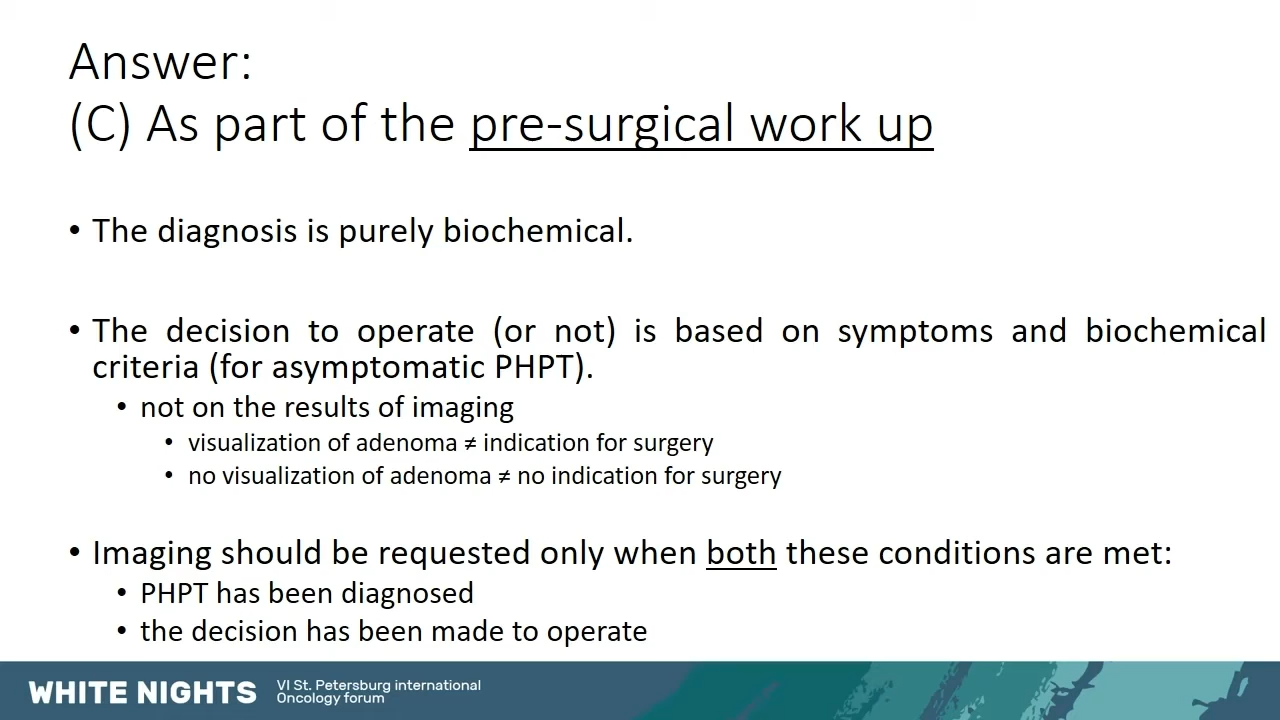 Answer:
(C) As part of the pre-surgical work up
• The diagnosis is purely biochemical.
• The decision to operate (or not) is based on symptoms and biochemical
criteria (for asymptomatic PHPT).
• not on the results of imaging
• visualization of adenoma ≠ indication for surgery
• no visualization of adenoma ≠ no indication for surgery
• Imaging should be requested only when both these conditions are met:
• PHPT has been diagnosed
• the decision has been made to operate
WHITE NIGHTS
VI St. Petersburg international
Oncology forum